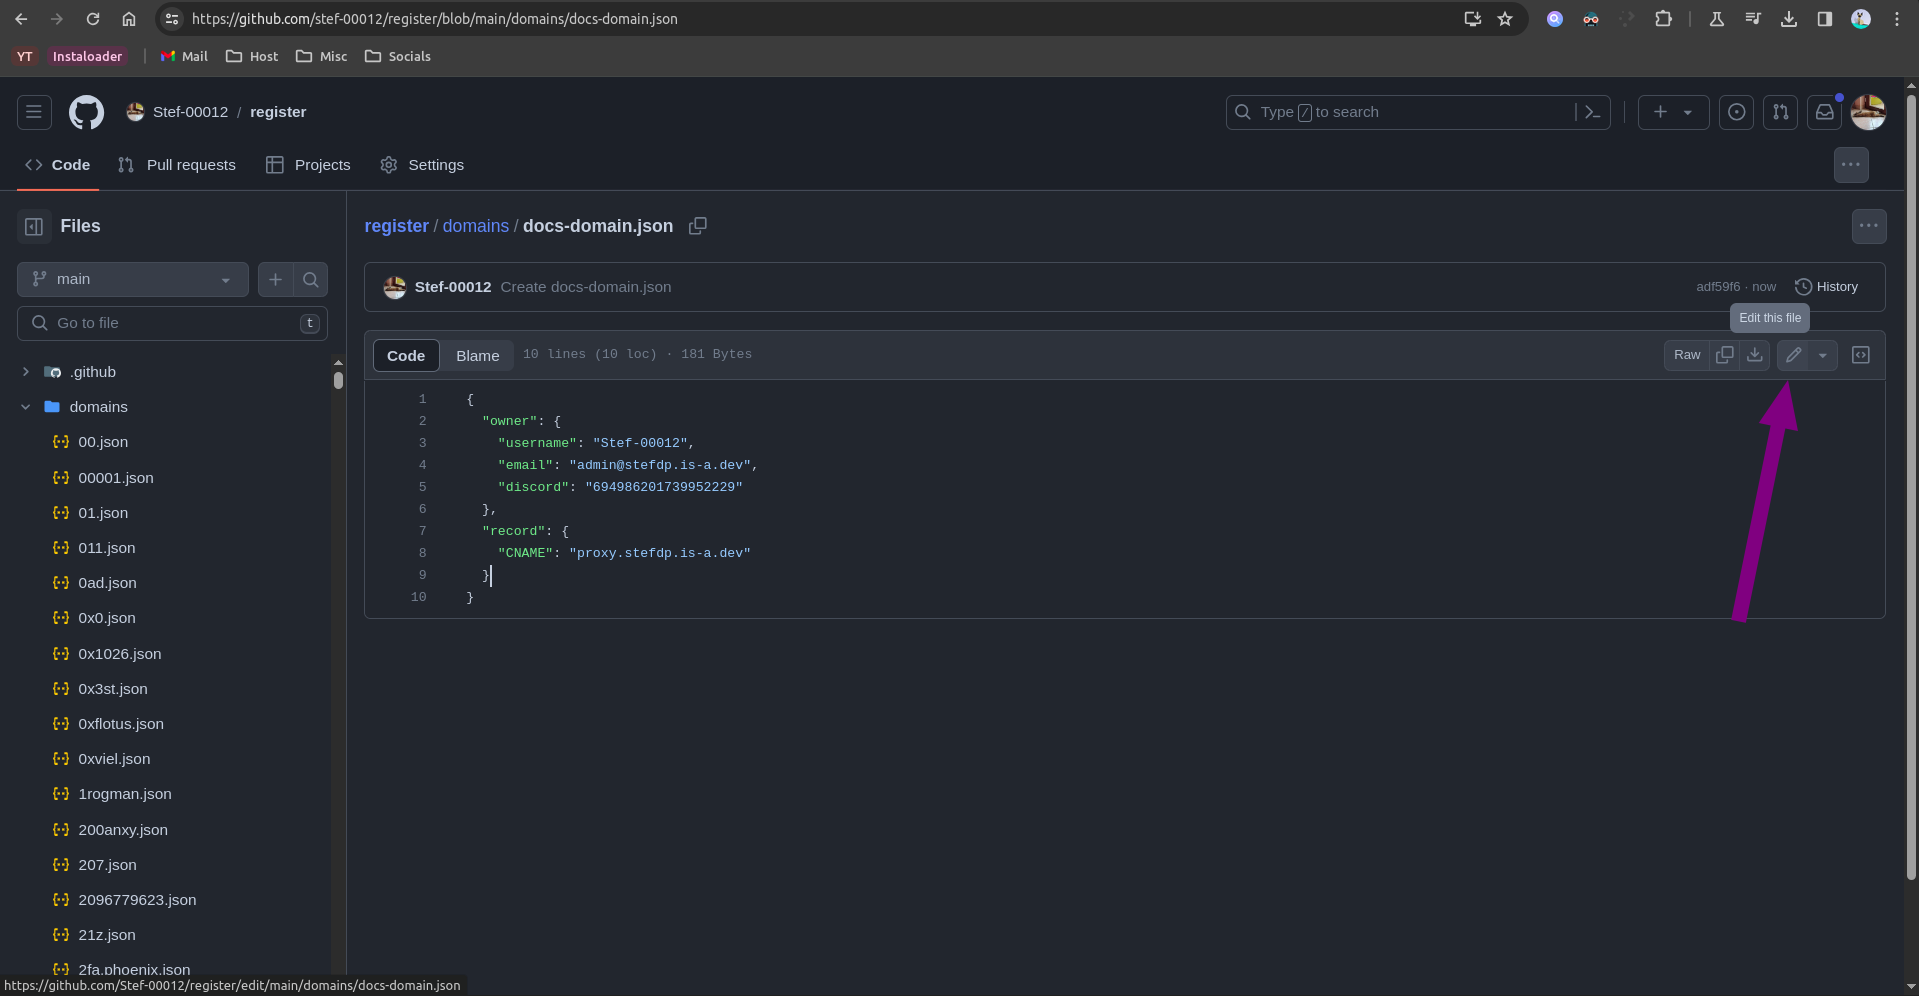 https://github.com/stef-00012/register/blob/main/domains/docs-domain.json
YT Instaloader Mail Host Misc Socials
Stef-00012 / register
Type / to search
Code Pull requests Projects Settings
Files
main
Go to file t
.github
domains
00.json
00001.json
01.json
011.json
0ad.json
0x0.json
0x1026.json
0x3st.json
0xflotus.json
0xviel.json
1rogman.json
200anxy.json
207.json
2096779623.json
21z.json
2fa.phoenix.json
register / domains / docs-domain.json
Stef-00012 Create docs-domain.json
adf59f6 · now History
Edit this file
Code Blame 10 lines (10 loc) · 181 Bytes
Raw
1 {
2 "owner": {
3 "username": "Stef-00012",
4 "email": "admin@stefdp.is-a.dev",
5 "discord": "694986201739952229"
6 },
7 "record": {
8 "CNAME": "proxy.stefdp.is-a.dev"
9 }
10 }
https://github.com/Stef-00012/register/edit/main/domains/docs-domain.json